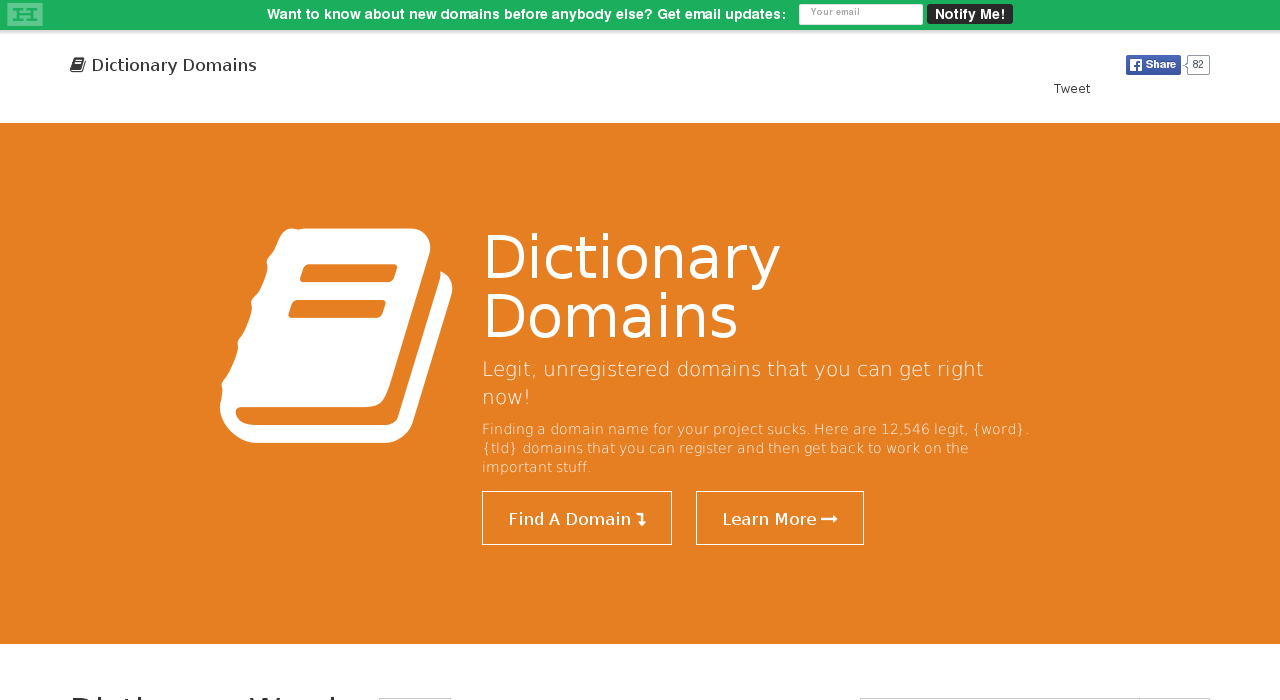 Want to know about new domains before anybody else? Get email updates: Your email Notify Me!
Dictionary Domains
Share 82
Tweet
Dictionary
Domains
Legit, unregistered domains that you can get right
now!
Finding a domain name for your project sucks. Here are 12,546 legit, {word}.
{tld} domains that you can register and then get back to work on the
important stuff.
Find A Domain Learn More